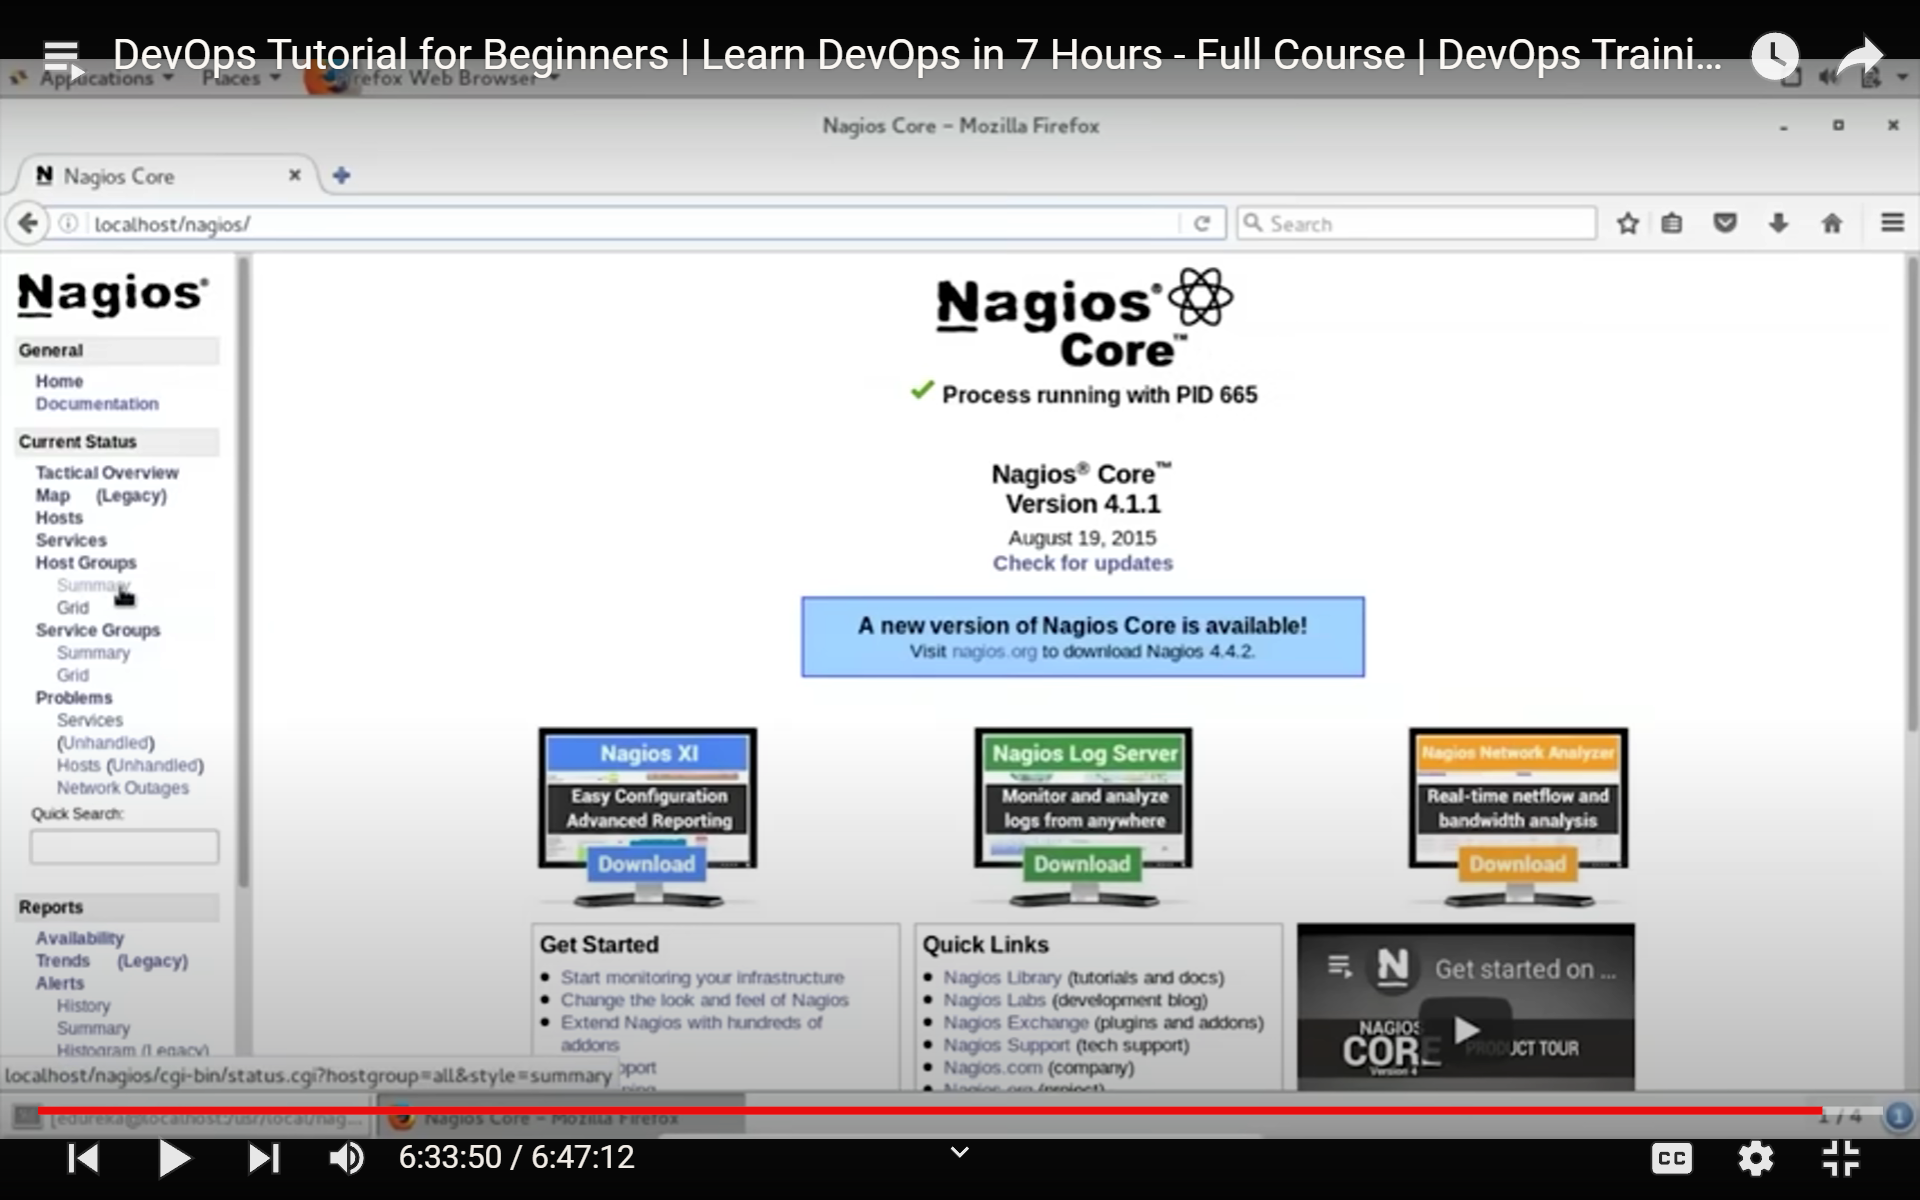 DevOps Tutorial for Beginners | Learn DevOps in 7 Hours - Full Course | DevOps Traini...
Applications Places Firefox Web Browser
Nagios Core - Mozilla Firefox
Nagios Core
localhost/nagios/
Search
Nagios®
General
Home
Documentation
Current Status
Tactical Overview
Map (Legacy)
Hosts
Services
Host Groups
Summary
Grid
Service Groups
Summary
Grid
Problems
Services
(Unhandled)
Hosts (Unhandled)
Network Outages
Quick Search:
Reports
Availability
Trends (Legacy)
Alerts
History
Summary
Histogram (Legacy)
localhost/nagios/cgi-bin/status.cgi?hostgroup=all&style=summary
Nagios®
Core™
Process running with PID 665
Nagios® Core™
Version 4.1.1
August 19, 2015
Check for updates
A new version of Nagios Core is available!
Visit nagios.org to download Nagios 4.4.2.
Nagios XI
Easy Configuration
Advanced Reporting
Download
Nagios Log Server
Monitor and analyze
logs from anywhere
Download
Nagios Network Analyzer
Real-time netflow and
bandwidth analysis
Download
Get Started
Start monitoring your infrastructure
Change the look and feel of Nagios
Extend Nagios with hundreds of
addons
Quick Links
Nagios Library (tutorials and docs)
Nagios Labs (development blog)
Nagios Exchange (plugins and addons)
Nagios Support (tech support)
Nagios.com (company)
Nagios.org (project)
N Get started on ...
NAGIOS
CORE PRODUCT TOUR
Version 4
[edureka@localhost:/usr/local/nag...
Nagios Core - Mozilla Firefox
1 / 4
1
6:33:50 / 6:47:12
CC